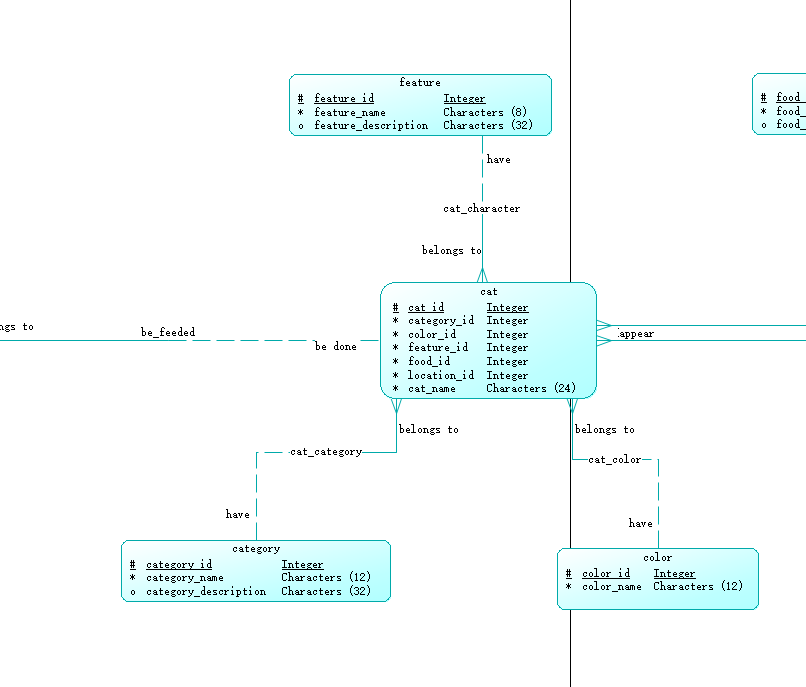 feature
# feature_id Integer
* feature_name Characters (8)
o feature_description Characters (32)
# food_
* food_
o food_
have
cat_character
belongs to
cat
# cat_id Integer
* category_id Integer
* color_id Integer
* feature_id Integer
* food_id Integer
* location_id Integer
* cat_name Characters (24)
ngs to
be_feeded
be done
appear
belongs to
belongs to
cat_category
cat_color
have
have
category
# category_id Integer
* category_name Characters (12)
o category_description Characters (32)
color
# color_id Integer
* color_name Characters (12)